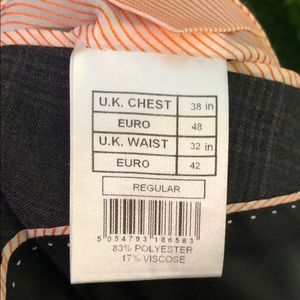 U.K. CHEST 38 in
EURO 48
U.K. WAIST 32 in
EURO 42
REGULAR
5 054793 186583
83% POLYESTER
17% VISCOSE